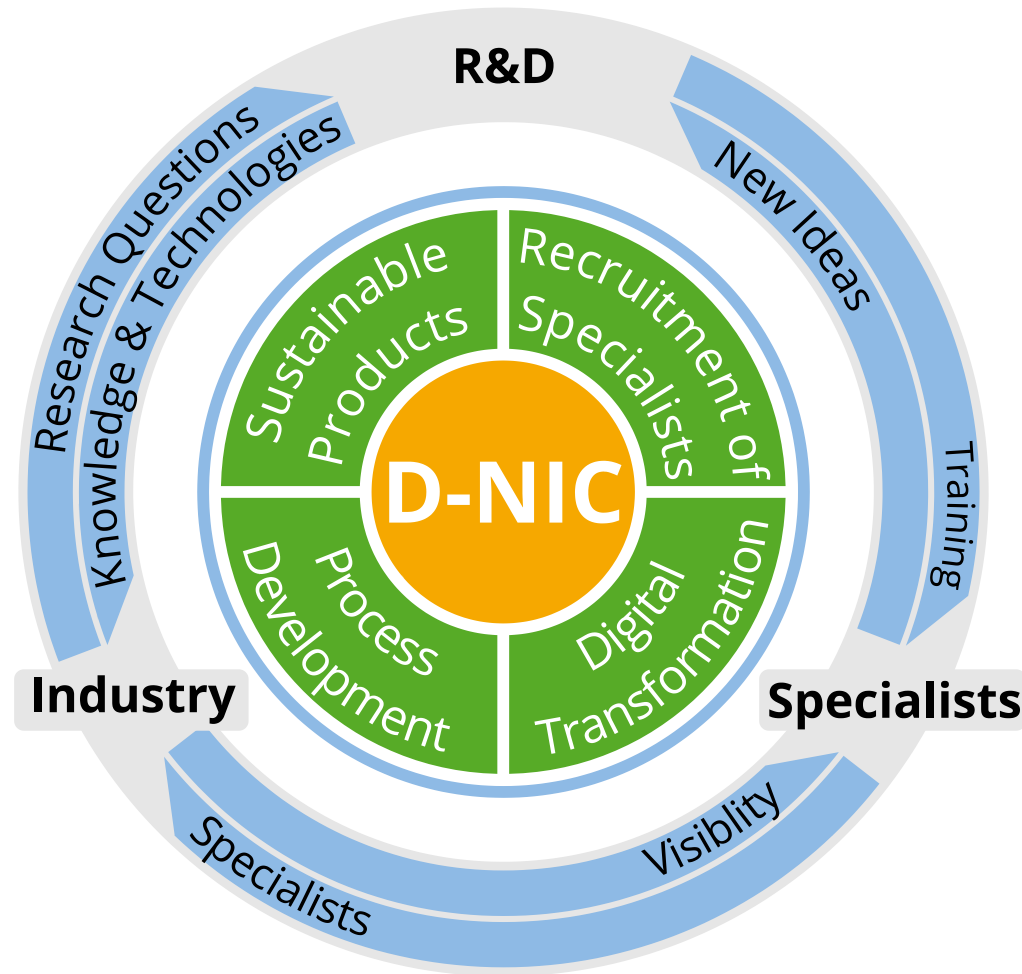 R&D
Research Questions
Knowledge & Technologies
New Ideas
Training
Sustainable
Products
Recruitment of
Specialists
D-NIC
Process
Development
Digital
Transformation
Industry
Specialists
Specialists
Visiblity